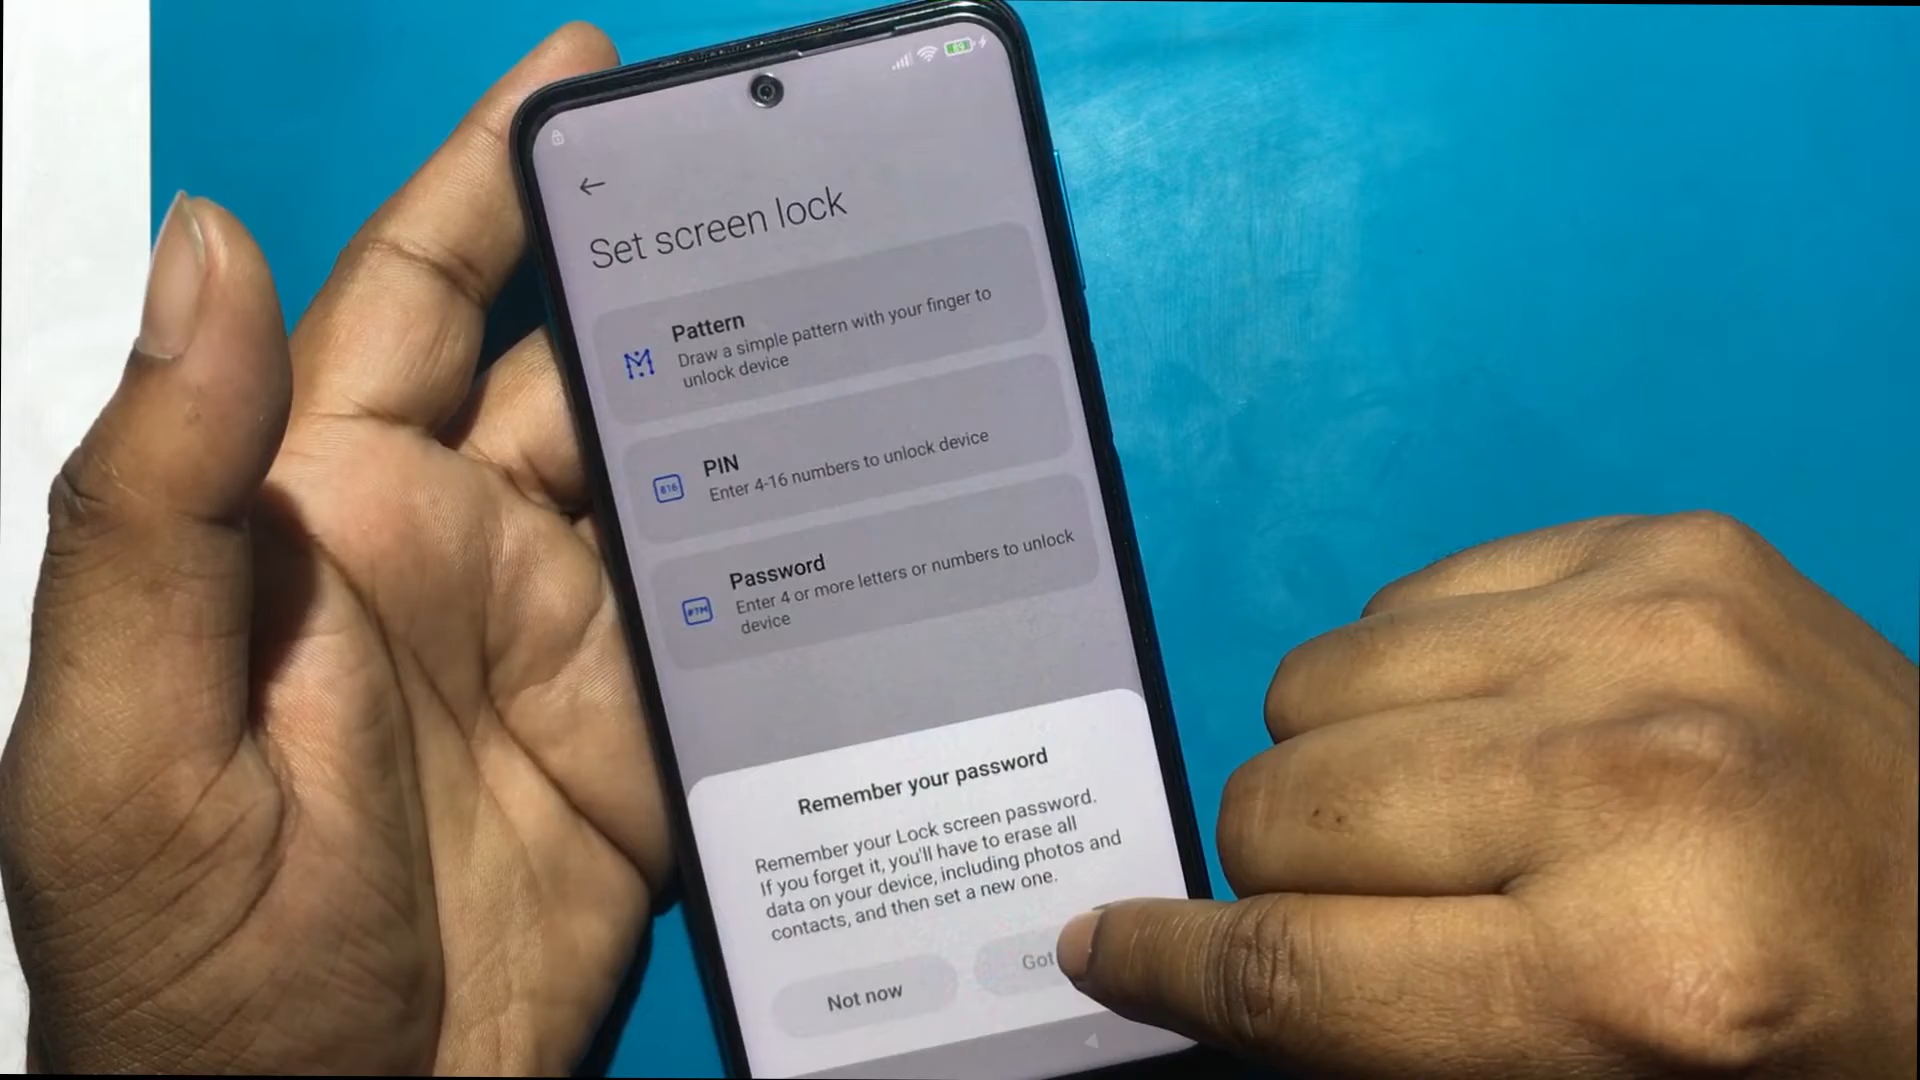 89
Set screen lock
Pattern
Draw a simple pattern with your finger to
unlock device
PIN
Enter 4-16 numbers to unlock device
Password
Enter 4 or more letters or numbers to unlock
device
Remember your password
Remember your Lock screen password.
If you forget it, you'll have to erase all
data on your device, including photos and
contacts, and then set a new one.
Not now
Got